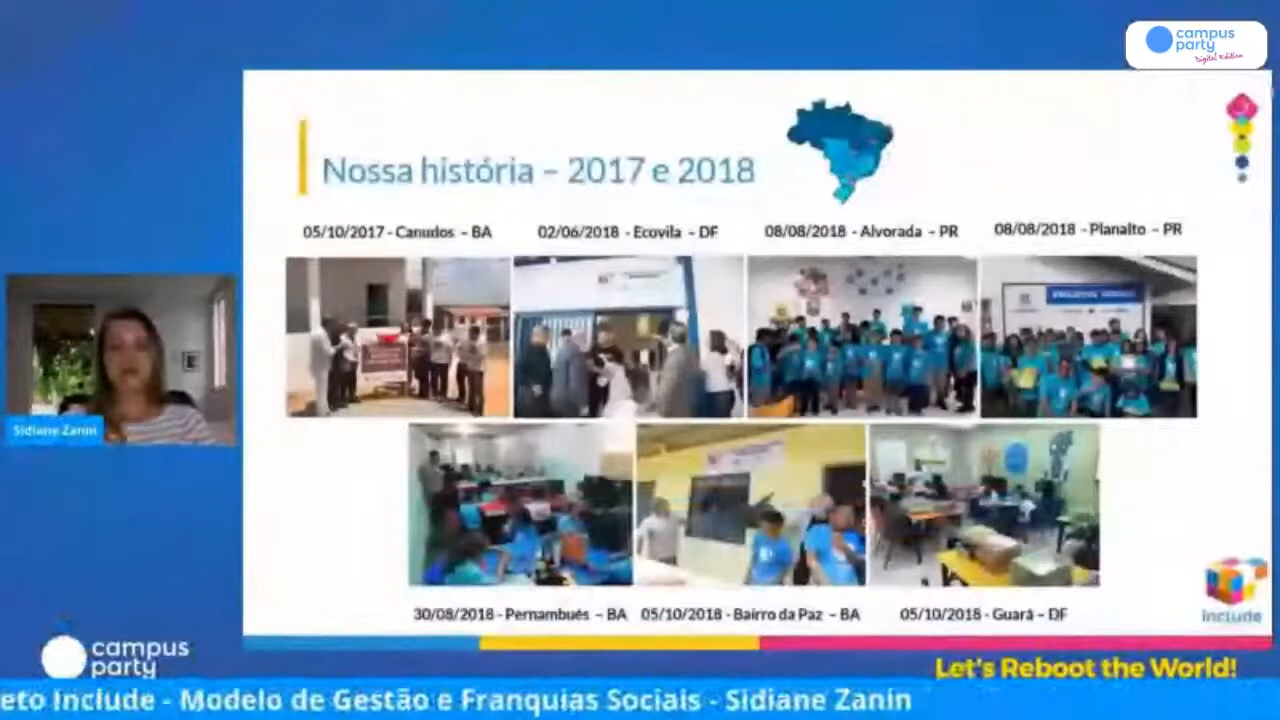 campus
party
Digital Edition
Nossa história – 2017 e 2018
05/10/2017 - Canudos – BA
02/06/2018 - Ecovila – DF
08/08/2018 - Alvorada – PR
08/08/2018 - Planalto – PR
Sidiane Zanin
30/08/2018 - Pernambués – BA
05/10/2018 - Bairro da Paz – BA
05/10/2018 - Guará – DF
include
campus
party
Let's Reboot the World!
eto Include - Modelo de Gestão e Franquias Sociais - Sidiane Zanin